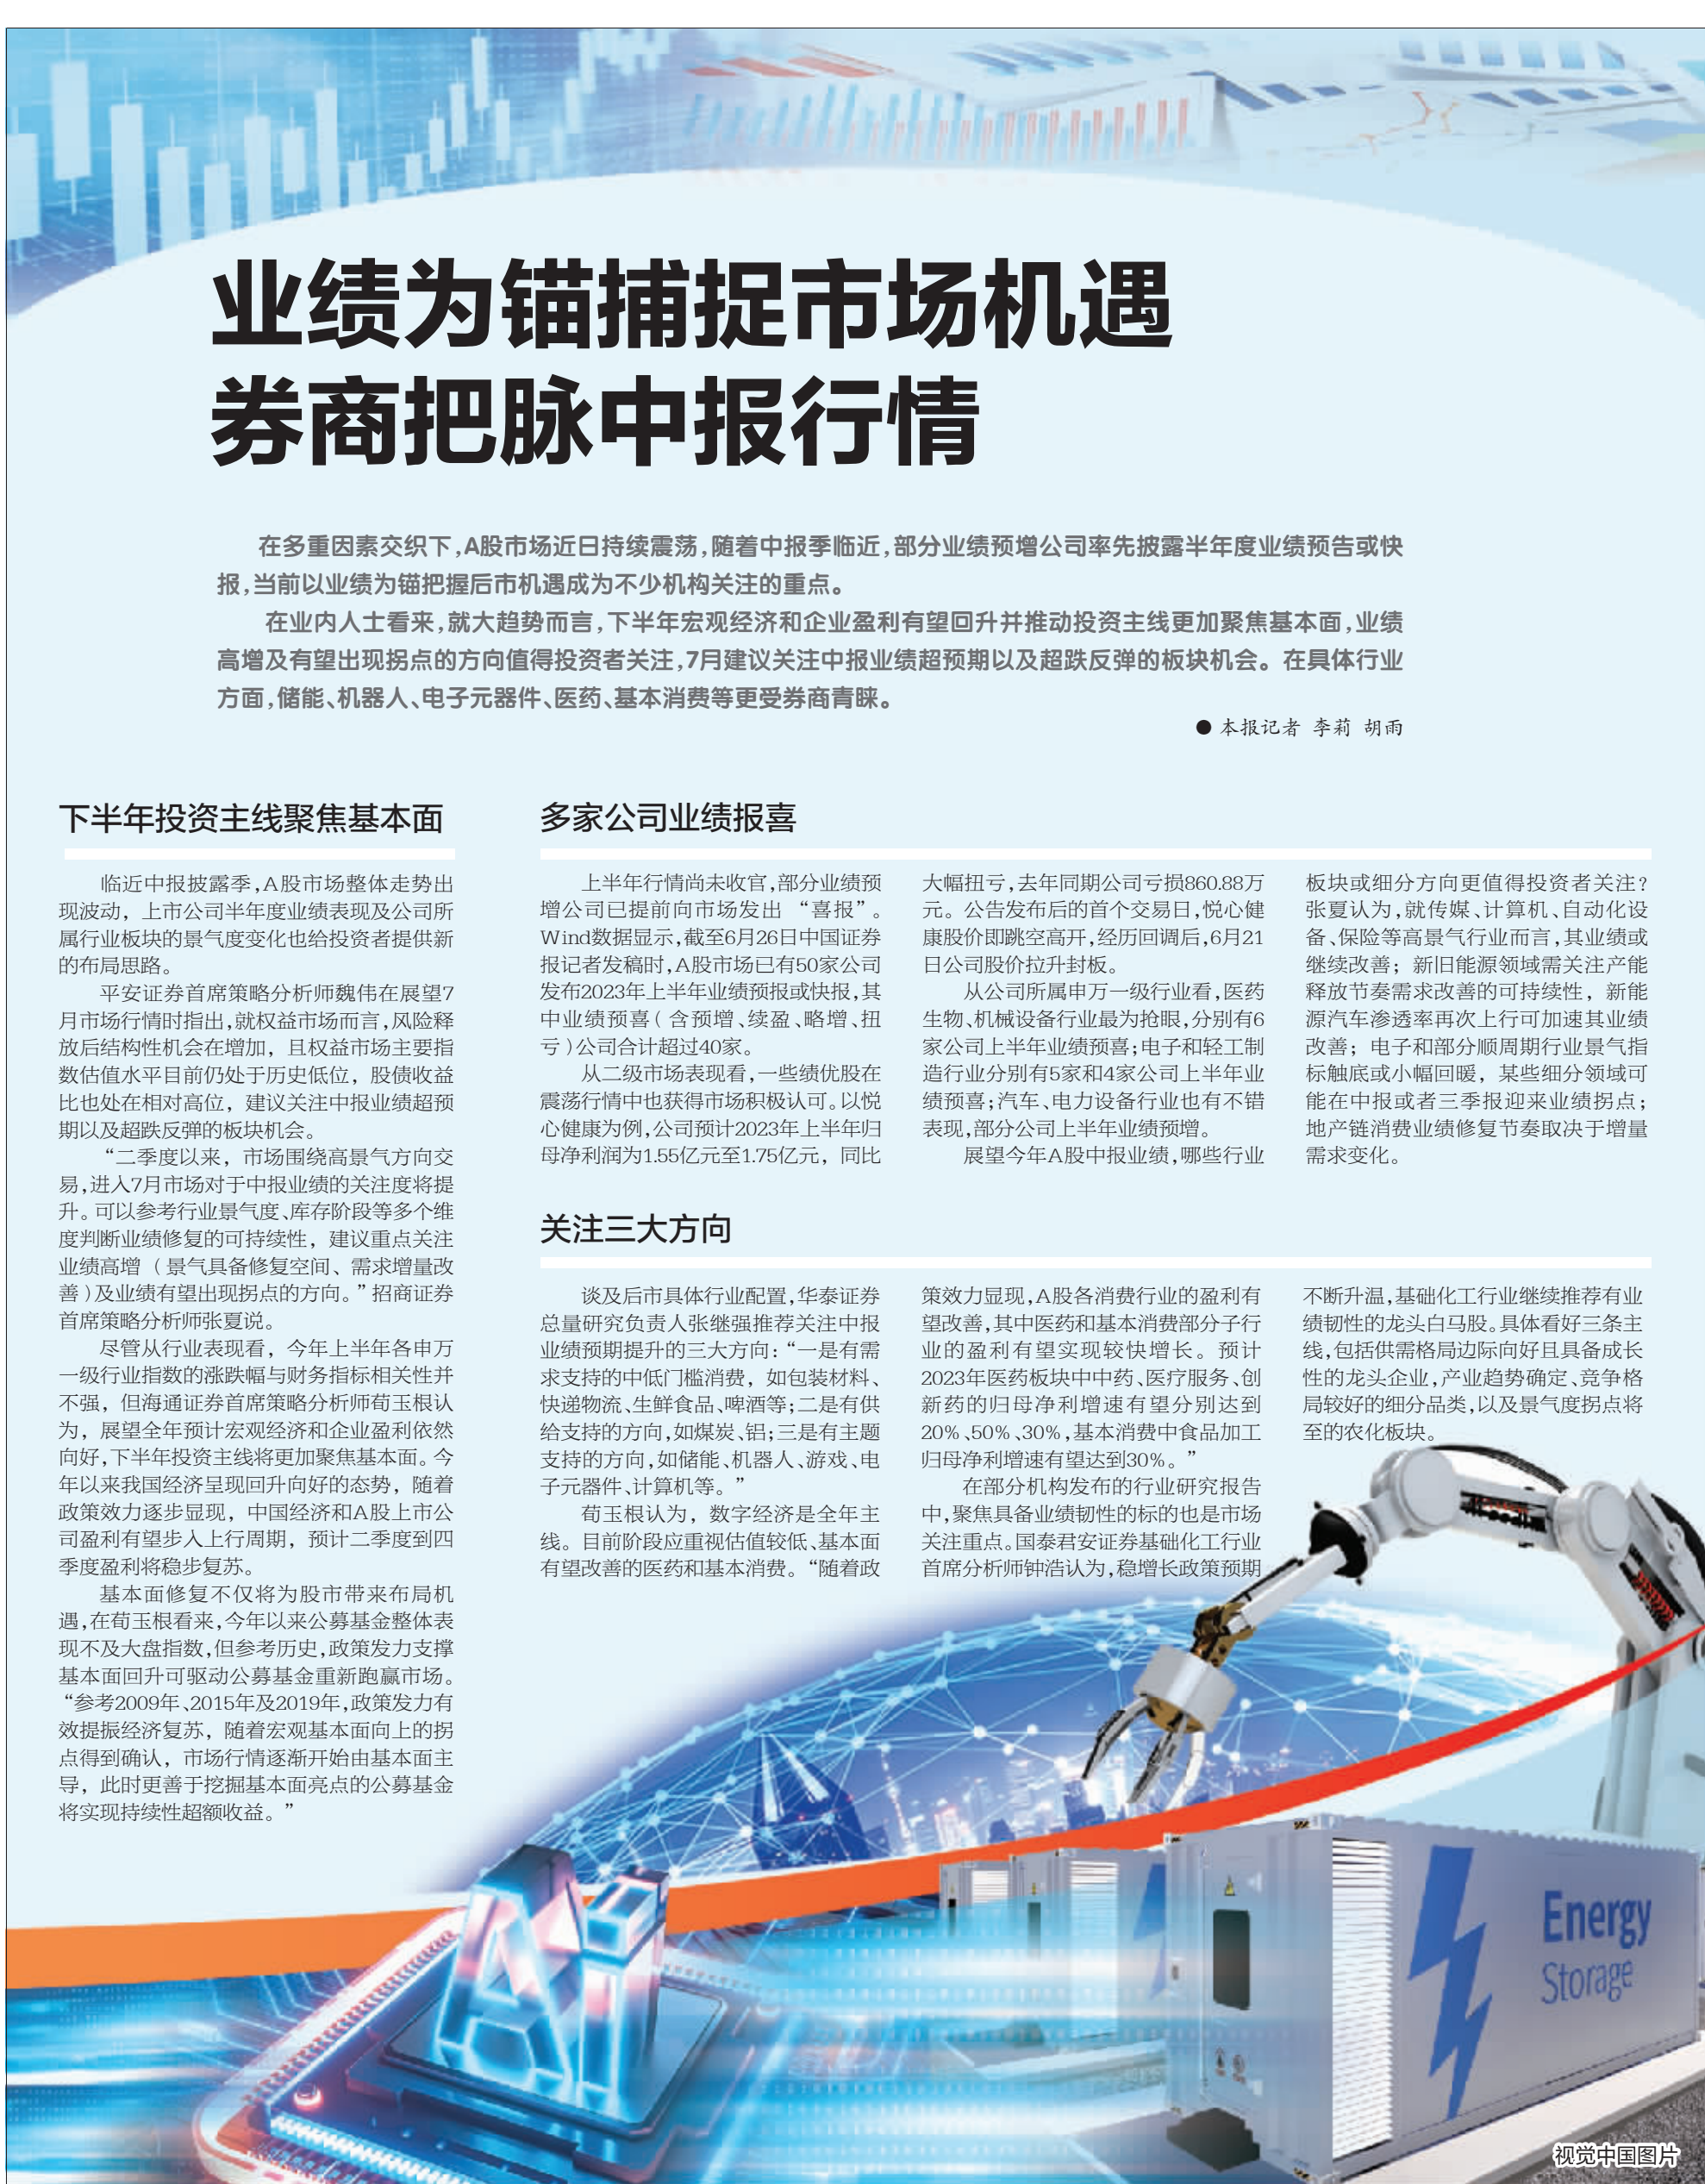 业绩为锚捕捉市场机遇
券商把脉中报行情
在多重因素交织下,A股市场近日持续震荡,随着中报季临近,部分业绩预增公司率先披露半年度业绩预告或快
报,当前以业绩为锚把握后市机遇成为不少机构关注的重点。
在业内人士看来,就大趋势而言,下半年宏观经济和企业盈利有望回升并推动投资主线更加聚焦基本面,业绩
高增及有望出现拐点的方向值得投资者关注,7月建议关注中报业绩超预期以及超跌反弹的板块机会。在具体行业
方面,储能、机器人、电子元器件、医药、基本消费等更受券商青睐。
● 本报记者 李莉 胡雨
下半年投资主线聚焦基本面
临近中报披露季,A股市场整体走势出
现波动，上市公司半年度业绩表现及公司所
属行业板块的景气度变化也给投资者提供新
的布局思路。
平安证券首席策略分析师魏伟在展望7
月市场行情时指出,就权益市场而言,风险释
放后结构性机会在增加，且权益市场主要指
数估值水平目前仍处于历史低位，股债收益
比也处在相对高位，建议关注中报业绩超预
期以及超跌反弹的板块机会。
“二季度以来，市场围绕高景气方向交
易,进入7月市场对于中报业绩的关注度将提
升。可以参考行业景气度、库存阶段等多个维
度判断业绩修复的可持续性，建议重点关注
业绩高增（景气具备修复空间、需求增量改
善）及业绩有望出现拐点的方向。”招商证券
首席策略分析师张夏说。
尽管从行业表现看，今年上半年各申万
一级行业指数的涨跌幅与财务指标相关性并
不强，但海通证券首席策略分析师荀玉根认
为，展望全年预计宏观经济和企业盈利依然
向好,下半年投资主线将更加聚焦基本面。今
年以来我国经济呈现回升向好的态势，随着
政策效力逐步显现，中国经济和A股上市公
司盈利有望步入上行周期，预计二季度到四
季度盈利将稳步复苏。
基本面修复不仅将为股市带来布局机
遇,在荀玉根看来,今年以来公募基金整体表
现不及大盘指数,但参考历史,政策发力支撑
基本面回升可驱动公募基金重新跑赢市场。
“参考2009年、2015年及2019年,政策发力有
效提振经济复苏，随着宏观基本面向上的拐
点得到确认，市场行情逐渐开始由基本面主
导，此时更善于挖掘基本面亮点的公募基金
将实现持续性超额收益。”
多家公司业绩报喜
上半年行情尚未收官,部分业绩预
增公司已提前向市场发出“喜报”。
Wind数据显示,截至6月26日中国证券
报记者发稿时,A股市场已有50家公司
发布2023年上半年业绩预报或快报,其
中业绩预喜（含预增、续盈、略增、扭
亏）公司合计超过40家。
从二级市场表现看,一些绩优股在
震荡行情中也获得市场积极认可。以悦
心健康为例,公司预计2023年上半年归
母净利润为1.55亿元至1.75亿元，同比
大幅扭亏,去年同期公司亏损860.88万
元。公告发布后的首个交易日,悦心健
康股价即跳空高开,经历回调后,6月21
日公司股价拉升封板。
从公司所属申万一级行业看,医药
生物、机械设备行业最为抢眼,分别有6
家公司上半年业绩预喜;电子和轻工制
造行业分别有5家和4家公司上半年业
绩预喜;汽车、电力设备行业也有不错
表现,部分公司上半年业绩预增。
展望今年A股中报业绩,哪些行业
板块或细分方向更值得投资者关注?
张夏认为,就传媒、计算机、自动化设
备、保险等高景气行业而言,其业绩或
继续改善；新旧能源领域需关注产能
释放节奏需求改善的可持续性，新能
源汽车渗透率再次上行可加速其业绩
改善；电子和部分顺周期行业景气指
标触底或小幅回暖，某些细分领域可
能在中报或者三季报迎来业绩拐点；
地产链消费业绩修复节奏取决于增量
需求变化。
关注三大方向
谈及后市具体行业配置,华泰证券
总量研究负责人张继强推荐关注中报
业绩预期提升的三大方向:“一是有需
求支持的中低门槛消费，如包装材料、
快递物流、生鲜食品、啤酒等;二是有供
给支持的方向,如煤炭、铝;三是有主题
支持的方向,如储能、机器人、游戏、电
子元器件、计算机等。”
荀玉根认为，数字经济是全年主
线。目前阶段应重视估值较低、基本面
有望改善的医药和基本消费。“随着政
策效力显现,A股各消费行业的盈利有
望改善,其中医药和基本消费部分子行
业的盈利有望实现较快增长。预计
2023年医药板块中中药、医疗服务、创
新药的归母净利增速有望分别达到
20%、50%、30%,基本消费中食品加工
归母净利增速有望达到30%。”
在部分机构发布的行业研究报告
中,聚焦具备业绩韧性的标的也是市场
关注重点。国泰君安证券基础化工行业
首席分析师钟浩认为,稳增长政策预期
不断升温,基础化工行业继续推荐有业
绩韧性的龙头白马股。具体看好三条主
线,包括供需格局边际向好且具备成长
性的龙头企业,产业趋势确定、竞争格
局较好的细分品类,以及景气度拐点将
至的农化板块。
Ai
Energy
Storage
视觉中国图片